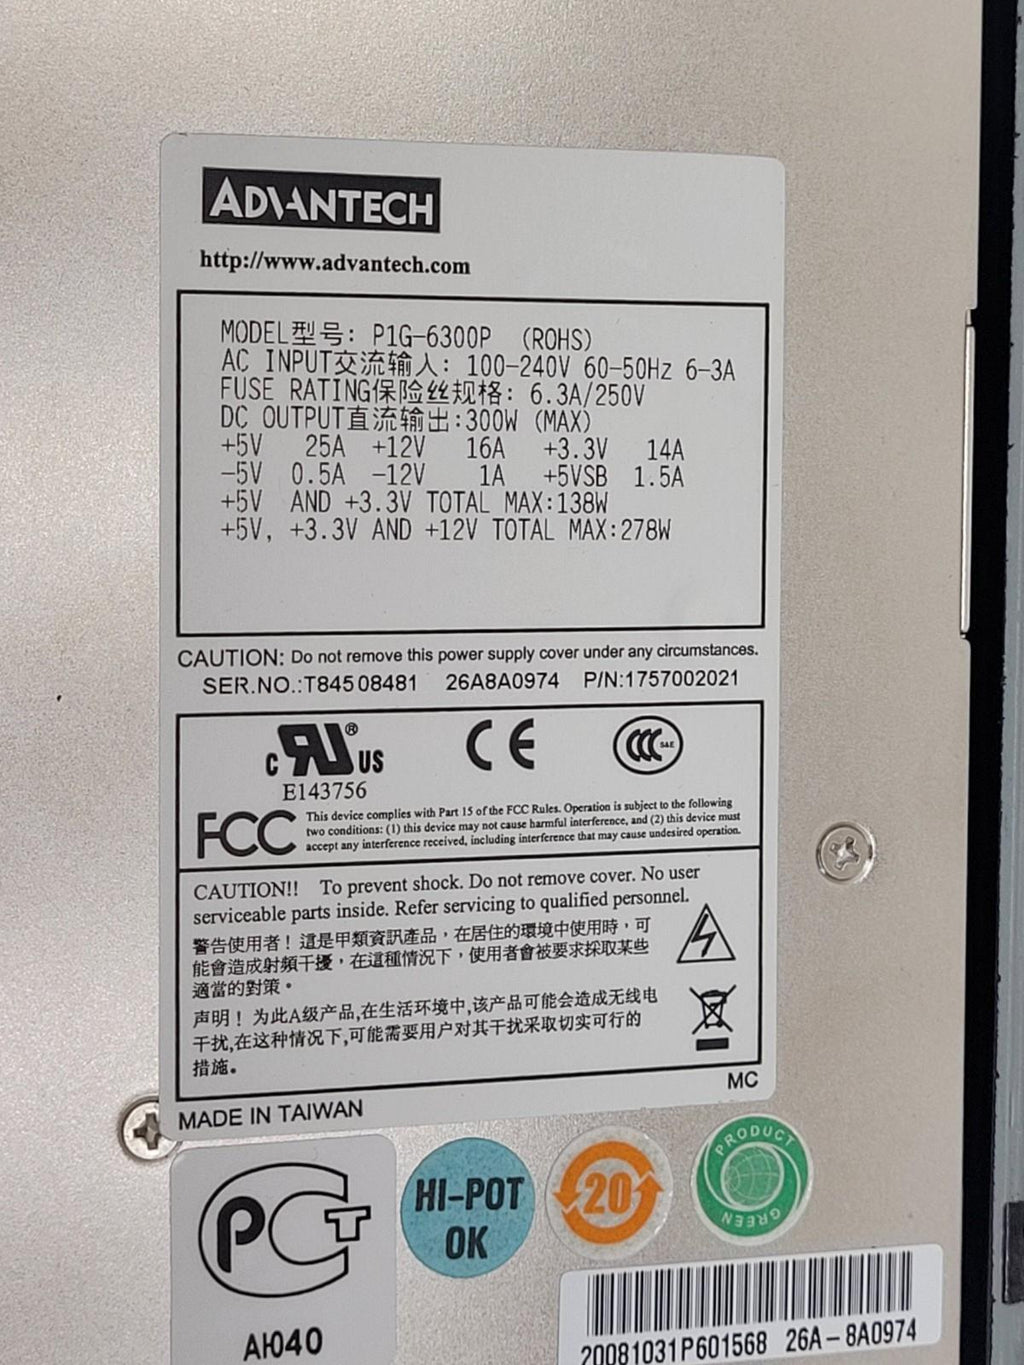 ADVANTECH
http://www.advantech.com
MODEL型号: P1G-6300P (ROHS)
AC INPUT交流输入: 100-240V 60-50Hz 6-3A
FUSE RATING保险丝规格: 6.3A/250V
DC OUTPUT直流输出:300W (MAX)
+5V 25A +12V 16A +3.3V 14A
-5V 0.5A -12V 1A +5VSB 1.5A
+5V AND +3.3V TOTAL MAX:138W
+5V, +3.3V AND +12V TOTAL MAX:278W
CAUTION: Do not remove this power supply cover under any circumstances.
SER.NO.:T84508481 26A8A0974 P/N:1757002021
c RU ® US CE CCC S&E
E143756
FCC
This device complies with Part 15 of the FCC Rules. Operation is subject to the following
two conditions: (1) this device may not cause harmful interference, and (2) this device must
accept any interference received, including interference that may cause undesired operation.
CAUTION!! To prevent shock. Do not remove cover. No user
serviceable parts inside. Refer servicing to qualified personnel.
警告使用者！這是甲類資訊產品，在居住的環境中使用時，可
能會造成射頻干擾，在這種情況下，使用者會被要求採取某些
適當的對策。
声明！为此A级产品,在生活环境中,该产品可能会造成无线电
干扰,在这种情况下,可能需要用户对其干扰采取切实可行的
措施。
MC
MADE IN TAIWAN
PCT
АЮ40
HI-POT
OK
20
PRODUCT
GREEN
20081031P601568 26A-8A0974